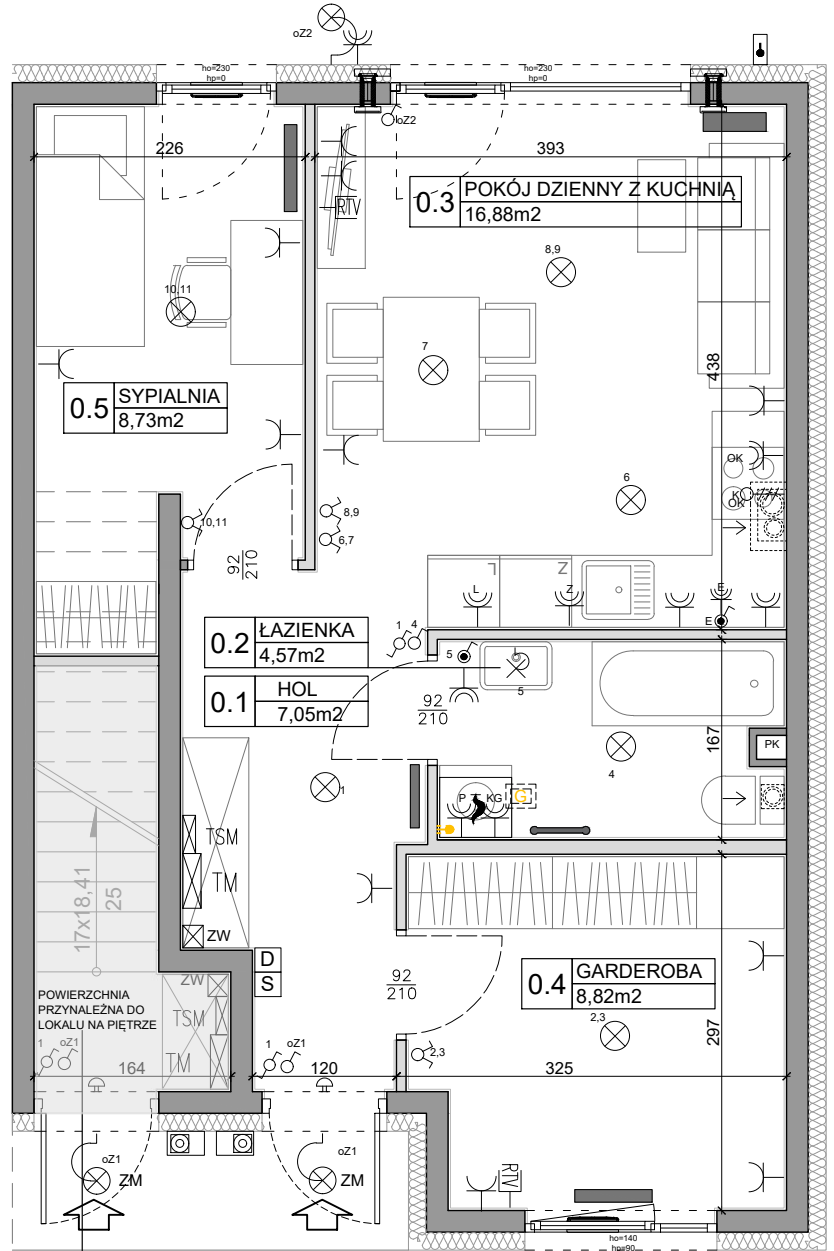 oZ2
ho=230
hp=0
ho=230
hp=0
oZ2
226
393
RTV
0.3
POKÓJ DZIENNY Z KUCHNIĄ
16,88m2
8,9
10,11
7
438
0.5
SYPIALNIA
8,73m2
OK
6
K
OK
10,11
8,9
6,7
92
210
L
Z
L
Z
E
E
0.2
ŁAZIENKA
4,57m2
1
4
5
5
0.1
HOL
7,05m2
92
210
167
PK
4
1
P
KG
G
TSM
TM
17x18,41
25
ZW
D
S
92
210
0.4
GARDEROBA
8,82m2
ZW
POWIERZCHNIA
PRZYNALEŻNA DO
LOKALU NA PIĘTRZE
TSM
TM
2,3
297
1
oZ1
1
oZ1
2,3
164
120
325
oZ1
ZM
oZ1
ZM
RTV
ho=140
hp=90